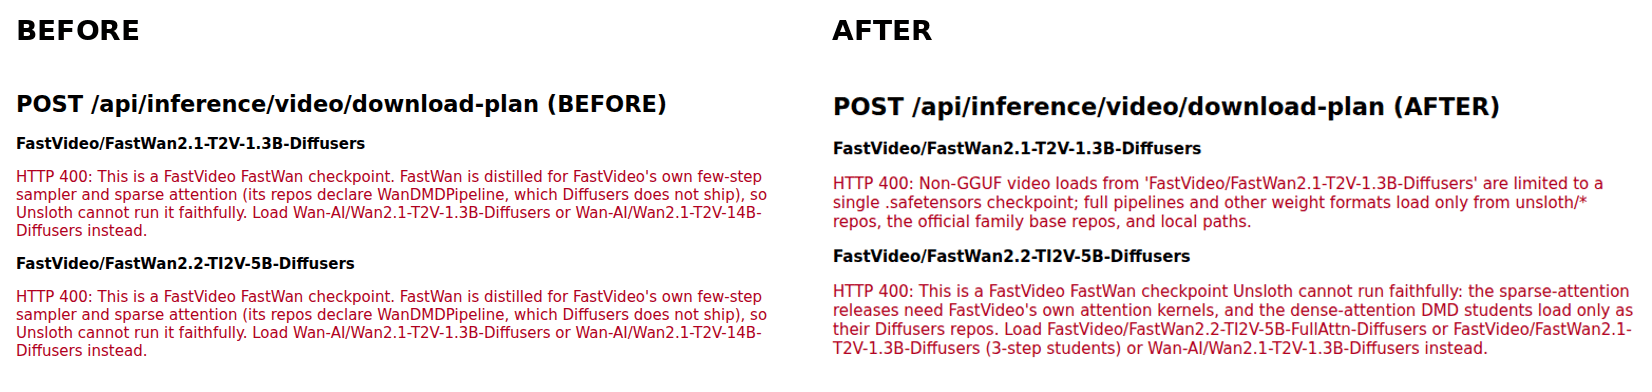 BEFORE
POST /api/inference/video/download-plan (BEFORE)
FastVideo/FastWan2.1-T2V-1.3B-Diffusers
HTTP 400: This is a FastVideo FastWan checkpoint. FastWan is distilled for FastVideo's own few-step
sampler and sparse attention (its repos declare WanDMDPipeline, which Diffusers does not ship), so
Unsloth cannot run it faithfully. Load Wan-AI/Wan2.1-T2V-1.3B-Diffusers or Wan-AI/Wan2.1-T2V-14B-
Diffusers instead.
FastVideo/FastWan2.2-TI2V-5B-Diffusers
HTTP 400: This is a FastVideo FastWan checkpoint. FastWan is distilled for FastVideo's own few-step
sampler and sparse attention (its repos declare WanDMDPipeline, which Diffusers does not ship), so
Unsloth cannot run it faithfully. Load Wan-AI/Wan2.1-T2V-1.3B-Diffusers or Wan-AI/Wan2.1-T2V-14B-
Diffusers instead.
AFTER
POST /api/inference/video/download-plan (AFTER)
FastVideo/FastWan2.1-T2V-1.3B-Diffusers
HTTP 400: Non-GGUF video loads from 'FastVideo/FastWan2.1-T2V-1.3B-Diffusers' are limited to a
single .safetensors checkpoint; full pipelines and other weight formats load only from unsloth/*
repos, the official family base repos, and local paths.
FastVideo/FastWan2.2-TI2V-5B-Diffusers
HTTP 400: This is a FastVideo FastWan checkpoint Unsloth cannot run faithfully: the sparse-attention
releases need FastVideo's own attention kernels, and the dense-attention DMD students load only as
their Diffusers repos. Load FastVideo/FastWan2.2-TI2V-5B-FullAttn-Diffusers or FastVideo/FastWan2.1-
T2V-1.3B-Diffusers (3-step students) or Wan-AI/Wan2.1-T2V-1.3B-Diffusers instead.